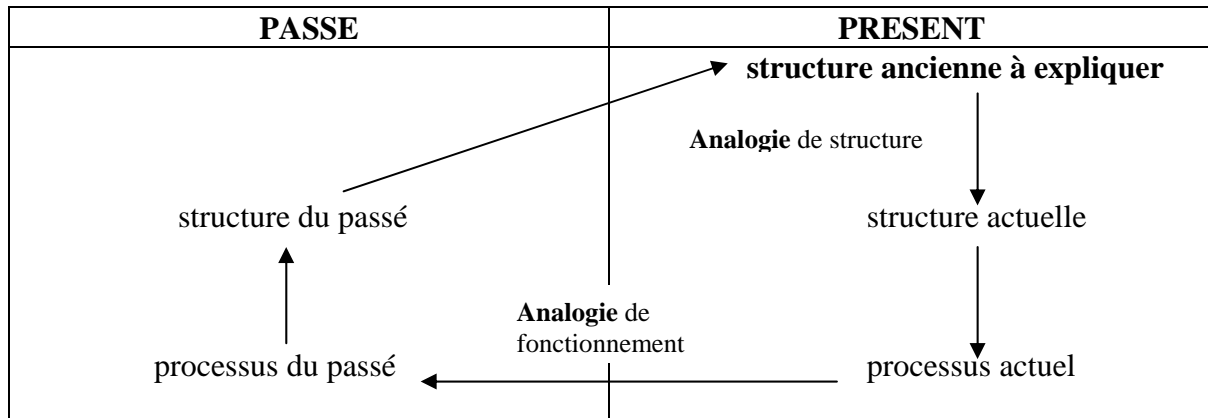 PASSE
PRESENT
structure ancienne à expliquer
Analogie de structure
structure du passé
structure actuelle
Analogie de
fonctionnement
processus du passé
processus actuel